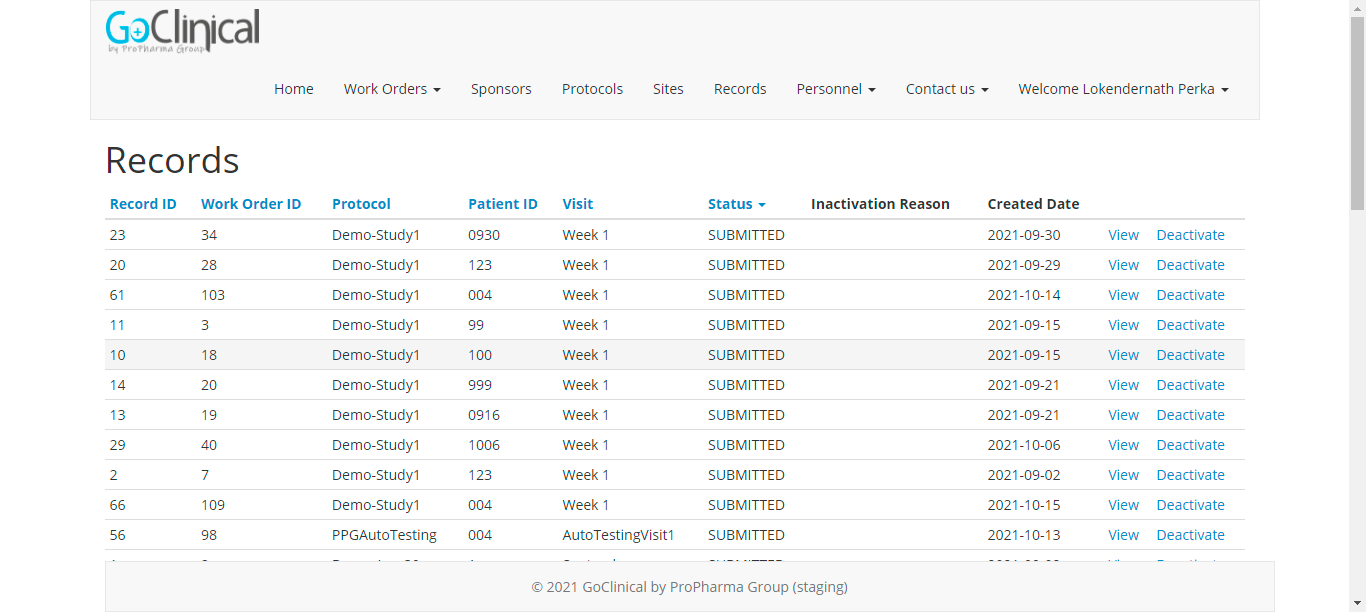 GoClinical
by ProPharma Group
Home Work Orders Sponsors Protocols Sites Records Personnel Contact us Welcome Lokendernath Perka
Records
Record ID Work Order ID Protocol Patient ID Visit Status Inactivation Reason Created Date
23 34 Demo-Study1 0930 Week 1 SUBMITTED 2021-09-30 View Deactivate
20 28 Demo-Study1 123 Week 1 SUBMITTED 2021-09-29 View Deactivate
61 103 Demo-Study1 004 Week 1 SUBMITTED 2021-10-14 View Deactivate
11 3 Demo-Study1 99 Week 1 SUBMITTED 2021-09-15 View Deactivate
10 18 Demo-Study1 100 Week 1 SUBMITTED 2021-09-15 View Deactivate
14 20 Demo-Study1 999 Week 1 SUBMITTED 2021-09-21 View Deactivate
13 19 Demo-Study1 0916 Week 1 SUBMITTED 2021-09-21 View Deactivate
29 40 Demo-Study1 1006 Week 1 SUBMITTED 2021-10-06 View Deactivate
2 7 Demo-Study1 123 Week 1 SUBMITTED 2021-09-02 View Deactivate
66 109 Demo-Study1 004 Week 1 SUBMITTED 2021-10-15 View Deactivate
56 98 PPGAutoTesting 004 AutoTestingVisit1 SUBMITTED 2021-10-13 View Deactivate
© 2021 GoClinical by ProPharma Group (staging)